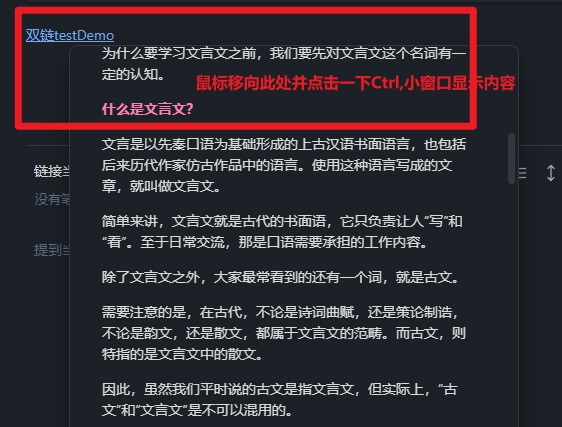 双链testDemo
为什么要学习文言文之前，我们要先对文言文这个名词有一
定的认知。
鼠标移向此处并点击一下Ctrl,小窗口显示内容
什么是文言文？
文言是以先秦口语为基础形成的上古汉语书面语言，也包括
后来历代作家仿古作品中的语言。使用这种语言写成的文
章，就叫做文言文。
链接当
没有笔
简单来讲，文言文就是古代的书面语，它只负责让人“写”和
“看”。至于日常交流，那是口语需要承担的工作内容。
提到当
除了文言文之外，大家最常看到的还有一个词，就是古文。
需要注意的是，在古代，不论是诗词曲赋，还是策论制诰，
不论是韵文，还是散文，都属于文言文的范畴。而古文，则
特指的是文言文中的散文。
因此，虽然我们平时说的古文是指文言文，但实际上，“古
文”和“文言文”是不可以混用的。